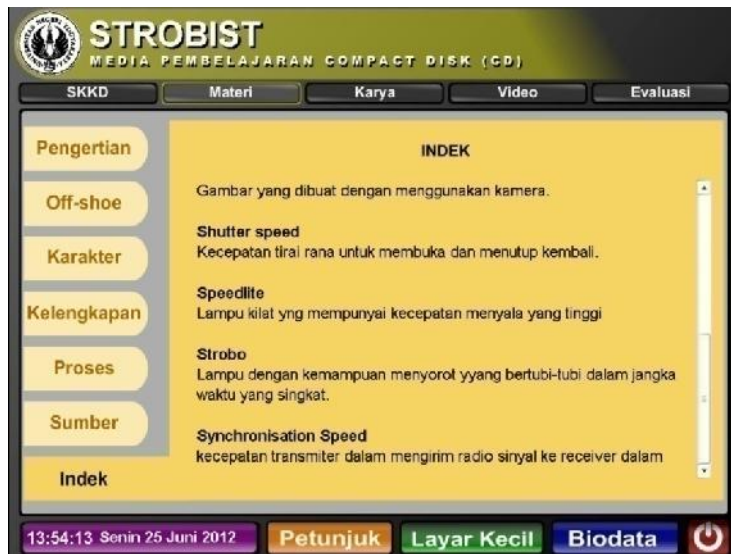 STROBIST
MEDIA PEMBELAJARAN COMPACT DISK (CD)
SKKD Materi Karya Video Evaluasi
Pengertian
Off-shoe
Karakter
Kelengkapan
Proses
Sumber
Indek
INDEK
Gambar yang dibuat dengan menggunakan kamera.
Shutter speed
Kecepatan tirai rana untuk membuka dan menutup kembali.
Speedlite
Lampu kilat yng mempunyai kecepatan menyala yang tinggi
Strobo
Lampu dengan kemampuan menyorot yyang bertubi-tubi dalam jangka
waktu yang singkat.
Synchronisation Speed
kecepatan transmiter dalam mengirim radio sinyal ke receiver dalam
13:54:13 Senin 25 Juni 2012 Petunjuk Layar Kecil Biodata